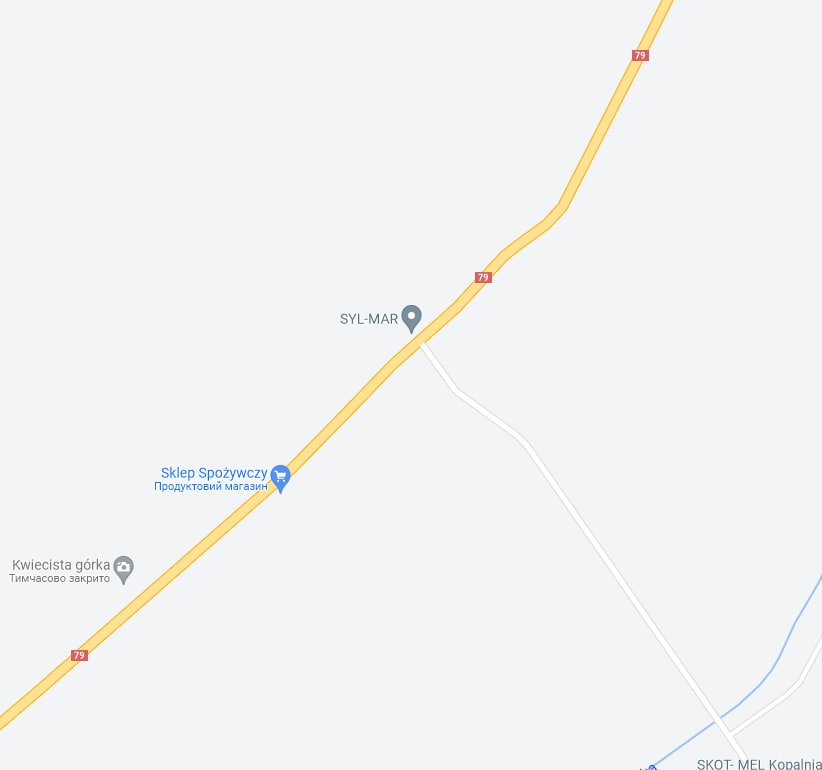 79
79
SYL-MAR
Sklep Spożywczy
Продуктовий магазин
Kwiecista górka
Тимчасово закрито
79
SKOT- MEL Kopalnia